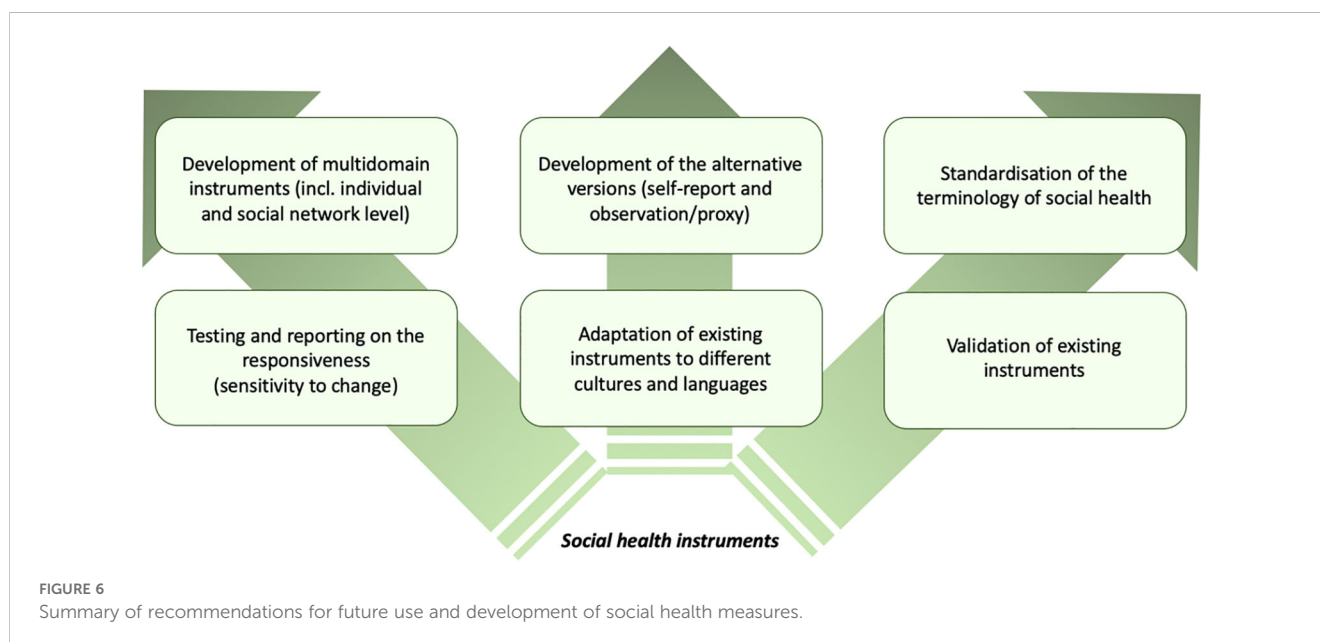 Development of multidomain
instruments (incl. individual
and social network level)
Development of the alternative
versions (self-report and
observation/proxy)
Standardisation of the
terminology of social health
Testing and reporting on the
responsiveness
(sensitivity to change)
Adaptation of existing
instruments to different
cultures and languages
Validation of existing
instruments
Social health instruments
FIGURE 6
Summary of recommendations for future use and development of social health measures.